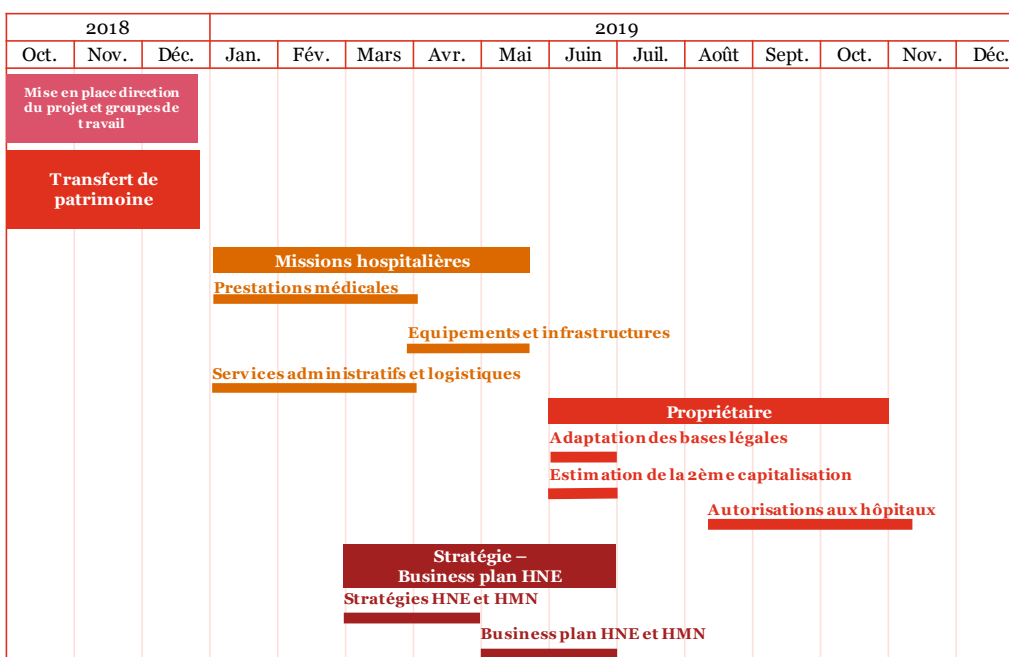 2018 2019
Oct. Nov. Déc. Jan. Fév. Mars Avr. Mai Juin Juil. Août Sept. Oct. Nov. Déc.
Mise en place direction
du projet et groupes de
travail
Transfert de
patrimoine
Missions hospitalières
Prestations médicales
Equipements et infrastructures
Services administratifs et logistiques
Propriétaire
Adaptation des bases légales
Estimation de la 2ème capitalisation
Autorisations aux hôpitaux
Stratégie –
Business plan HNE
Stratégies HNE et HMN
Business plan HNE et HMN